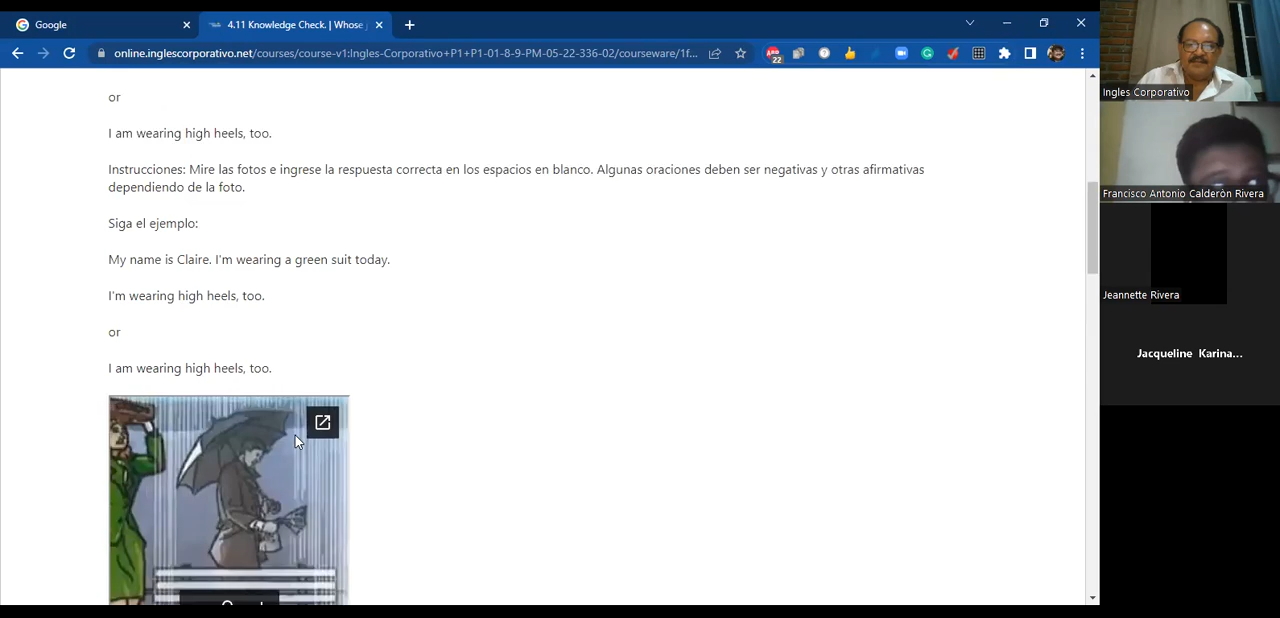 Google
4.11 Knowledge Check. | Whose
online.inglescorporativo.net/courses/course-v1:Ingles-Corporativo+P1+P1-01-8-9-PM-05-22-336-02/courseware/1f...
22
or
I am wearing high heels, too.
Instrucciones: Mire las fotos e ingrese la respuesta correcta en los espacios en blanco. Algunas oraciones deben ser negativas y otras afirmativas
dependiendo de la foto.
Siga el ejemplo:
My name is Claire. I'm wearing a green suit today.
I'm wearing high heels, too.
or
I am wearing high heels, too.
Ingles Corporativo
Francisco Antonio Calderón Rivera
Jeannette Rivera
Jacqueline Karina...